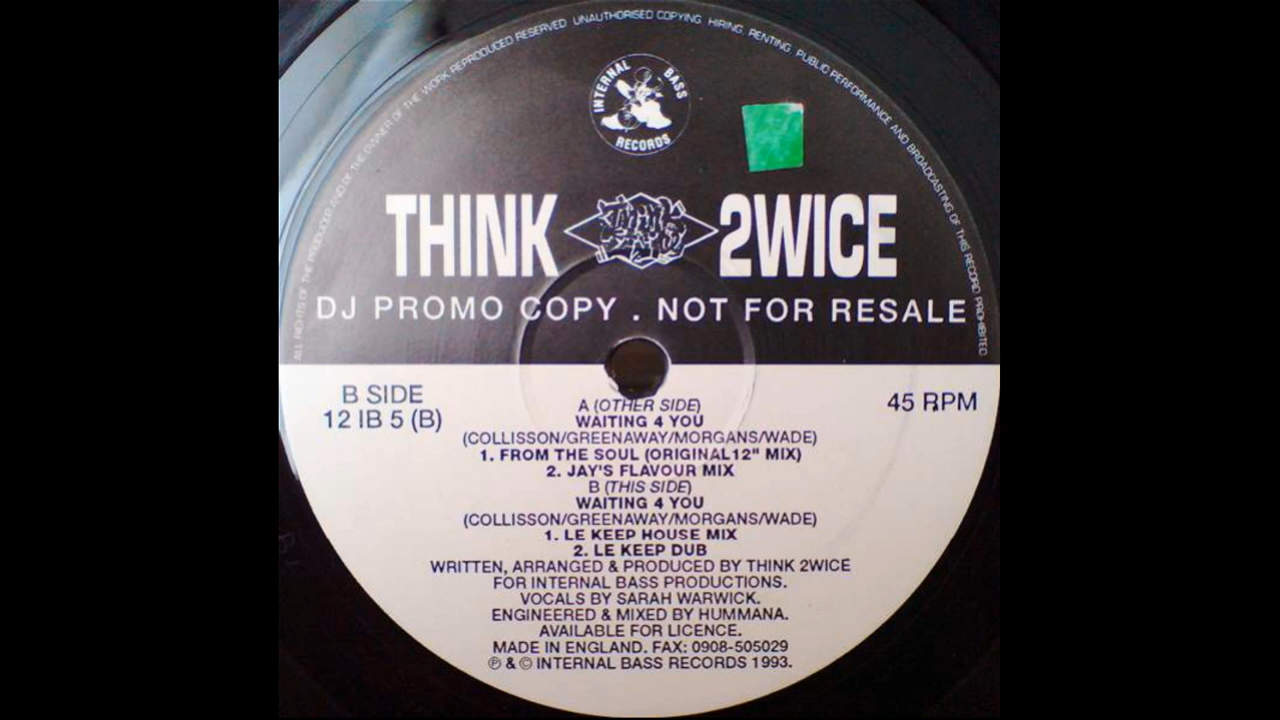 ALL RIGHTS OF THE PRODUCER AND OF THE OWNER OF THE WORK REPRODUCED RESERVED. UNAUTHORISED COPYING, HIRING, RENTING, PUBLIC PERFORMANCE AND BROADCASTING OF THIS RECORD PROHIBITED
INTERNAL BASS
RECORDS
THINK 2WICE
DJ PROMO COPY . NOT FOR RESALE
B SIDE
12 IB 5 (B)
45 RPM
A (OTHER SIDE)
WAITING 4 YOU
(COLLISSON/GREENAWAY/MORGANS/WADE)
1. FROM THE SOUL (ORIGINAL 12" MIX)
2. JAY'S FLAVOUR MIX
B (THIS SIDE)
WAITING 4 YOU
(COLLISSON/GREENAWAY/MORGANS/WADE)
1. LE KEEP HOUSE MIX
2. LE KEEP DUB
WRITTEN, ARRANGED & PRODUCED BY THINK 2WICE
FOR INTERNAL BASS PRODUCTIONS.
VOCALS BY SARAH WARWICK.
ENGINEERED & MIXED BY HUMMANA.
AVAILABLE FOR LICENCE.
MADE IN ENGLAND. FAX: 0908-505029
℗ & © INTERNAL BASS RECORDS 1993.